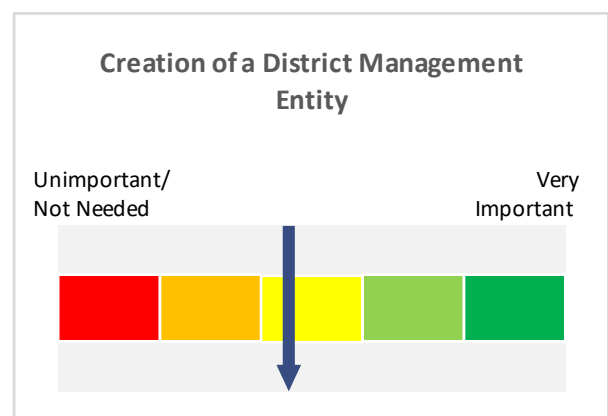 Creation of a District Management
Entity
Unimportant/
Not Needed
Very
Important